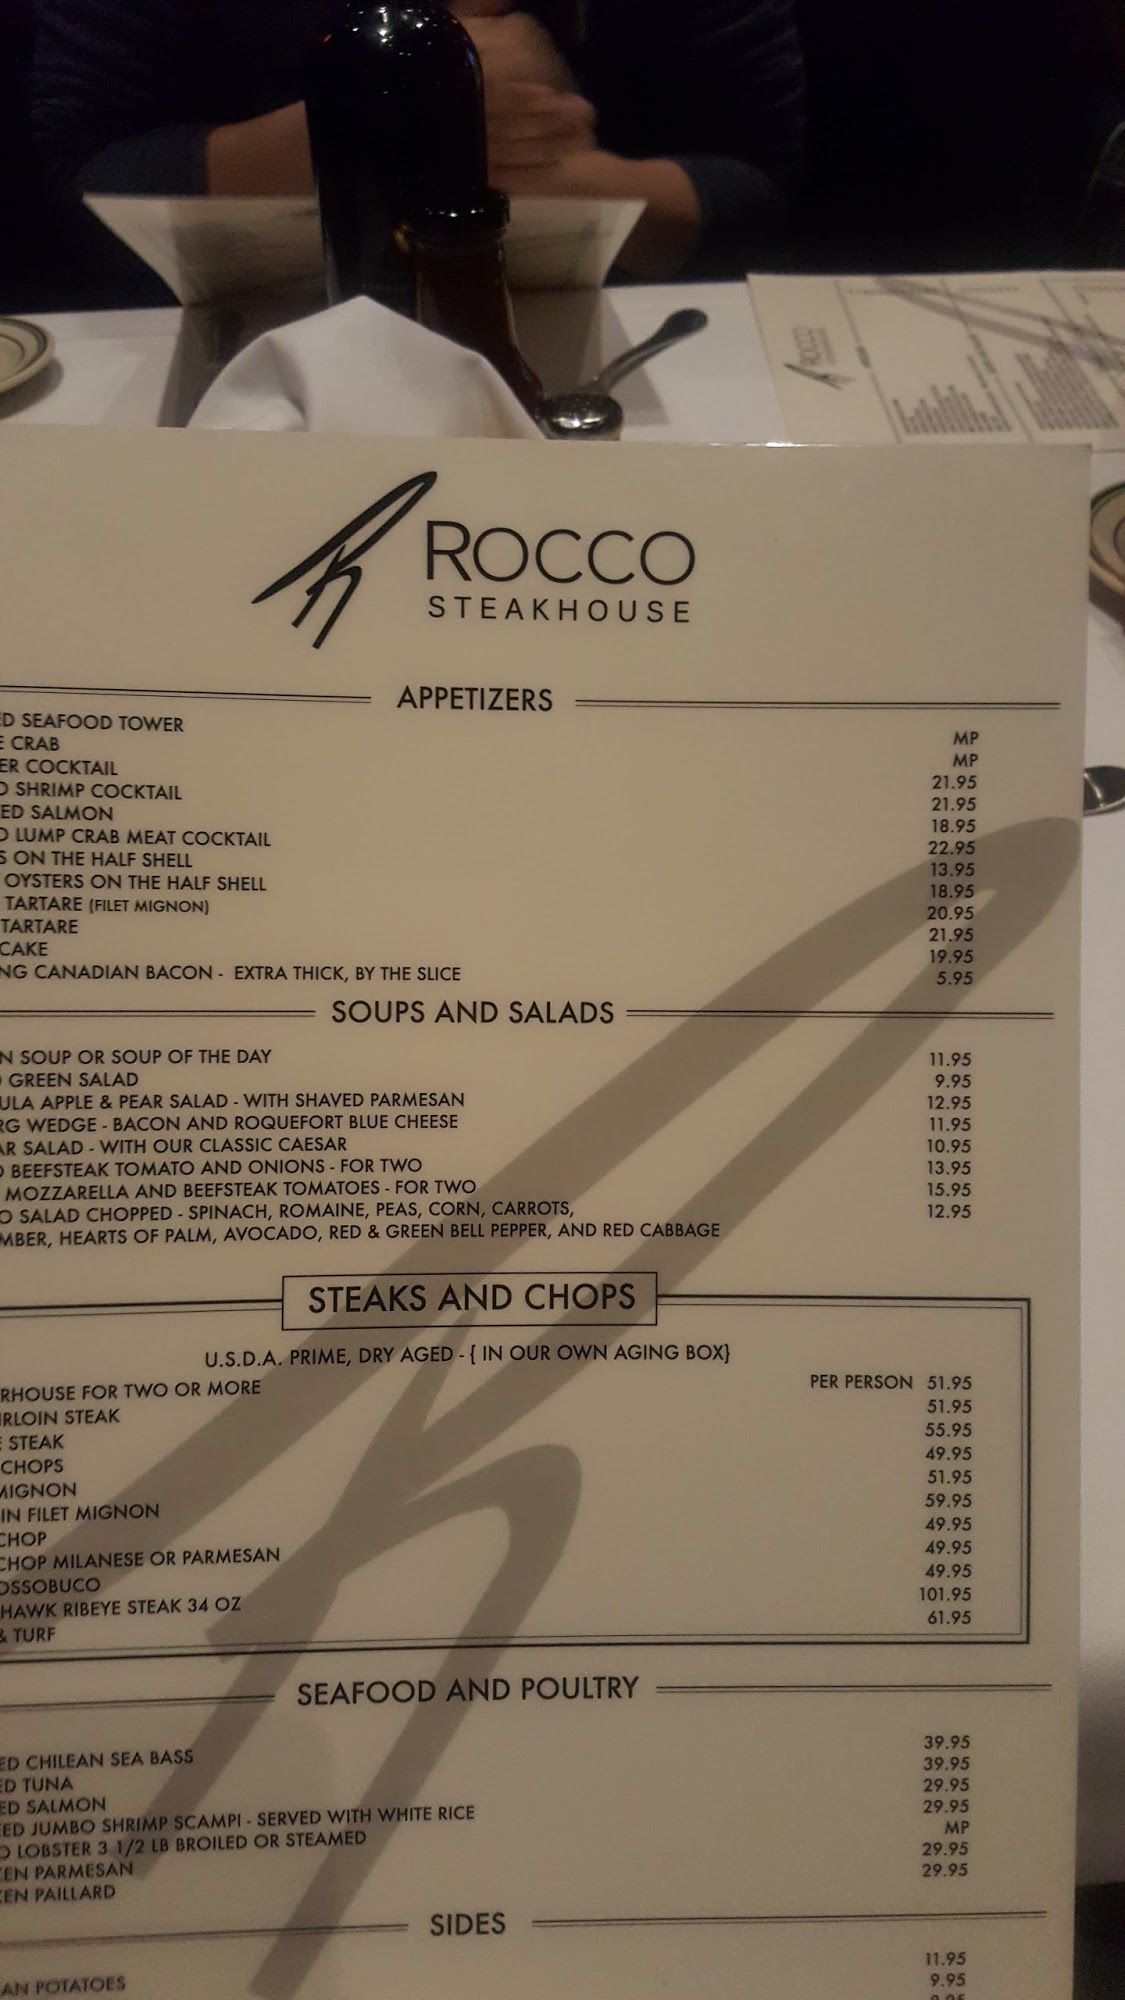 ROCCO
STEAKHOUSE
APPETIZERS
SEAFOOD TOWER MP
CRAB MP
COCKTAIL 21.95
SHRIMP COCKTAIL 21.95
SALMON 18.95
LUMP CRAB MEAT COCKTAIL 22.95
ON THE HALF SHELL 13.95
OYSTERS ON THE HALF SHELL 18.95
TARTARE (FILET MIGNON) 20.95
TARTARE 21.95
CAKE 19.95
CANADIAN BACON - EXTRA THICK, BY THE SLICE 5.95
SOUPS AND SALADS
SOUP OR SOUP OF THE DAY 11.95
GREEN SALAD 9.95
APPLE & PEAR SALAD - WITH SHAVED PARMESAN 12.95
WEDGE - BACON AND ROQUEFORT BLUE CHEESE 11.95
SALAD - WITH OUR CLASSIC CAESAR 10.95
BEEFSTEAK TOMATO AND ONIONS - FOR TWO 13.95
MOZZARELLA AND BEEFSTEAK TOMATOES - FOR TWO 15.95
SALAD CHOPPED - SPINACH, ROMAINE, PEAS, CORN, CARROTS, 12.95
MBER, HEARTS OF PALM, AVOCADO, RED & GREEN BELL PEPPER, AND RED CABBAGE
STEAKS AND CHOPS
U.S.D.A. PRIME, DRY AGED - { IN OUR OWN AGING BOX}
RHOUSE FOR TWO OR MORE PER PERSON 51.95
RLOIN STEAK 51.95
STEAK 55.95
CHOPS 49.95
MIGNON 51.95
IN FILET MIGNON 59.95
CHOP 49.95
CHOP MILANESE OR PARMESAN 49.95
OSSOBUCO 49.95
HAWK RIBEYE STEAK 34 OZ 101.95
& TURF 61.95
SEAFOOD AND POULTRY
ED CHILEAN SEA BASS 39.95
ED TUNA 39.95
ED SALMON 29.95
EED JUMBO SHRIMP SCAMPI - SERVED WITH WHITE RICE 29.95
LOBSTER 3 1/2 LB BROILED OR STEAMED MP
KEN PARMESAN 29.95
KEN PAILLARD 29.95
SIDES
11.95
AN POTATOES 9.95
ROCCO